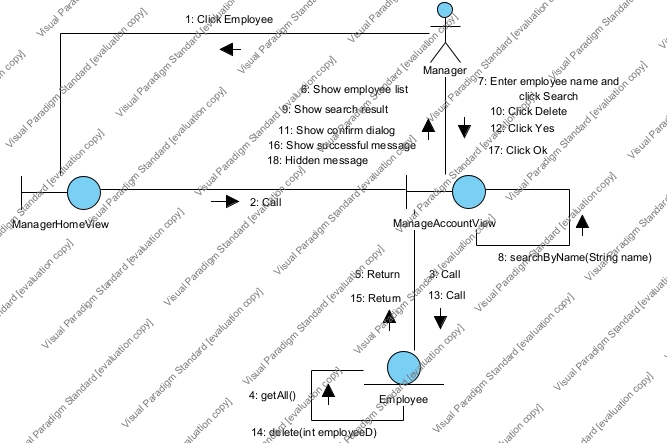 1: Click Employee
Manager
6: Show employee list
9: Show search result
11: Show confirm dialog
16: Show successful message
18: Hidden message
7: Enter employee name and
click Search
10: Click Delete
12: Click Yes
17: Click Ok
ManagerHomeView
2: Call
ManageAccountView
8: searchByName(String name)
5: Return
3: Call
15: Return
13: Call
4: getAll()
Employee
14: delete(int employeeD)
Visual Paradigm Standard [evaluation copy]